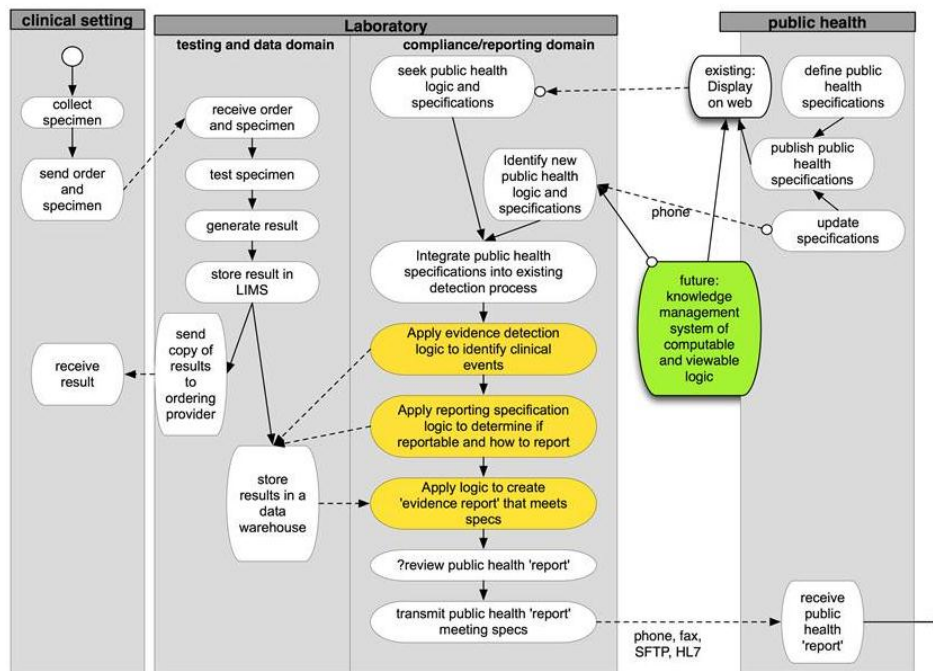 clinical setting
Laboratory
public health
testing and data domain
compliance/reporting domain
collect
specimen
send order
and
specimen
receive
result
receive order
and specimen
test specimen
generate result
store result in
LIMS
send
copy of
results
to
ordering
provider
store
results in a
data
warehouse
seek public health
logic and
specifications
Identify new
public health
logic and
specifications
Integrate public health
specifications into existing
detection process
Apply evidence detection
logic to identify clinical
events
Apply reporting specification
logic to determine if
reportable and how to report
Apply logic to create
'evidence report' that meets
specs
?review public health 'report'
transmit public health 'report'
meeting specs
phone
phone, fax,
SFTP, HL7
existing:
Display
on web
define public
health
specifications
publish public
health
specifications
update
specifications
future:
knowledge
management
system of
computable
and viewable
logic
receive
public
health
'report'